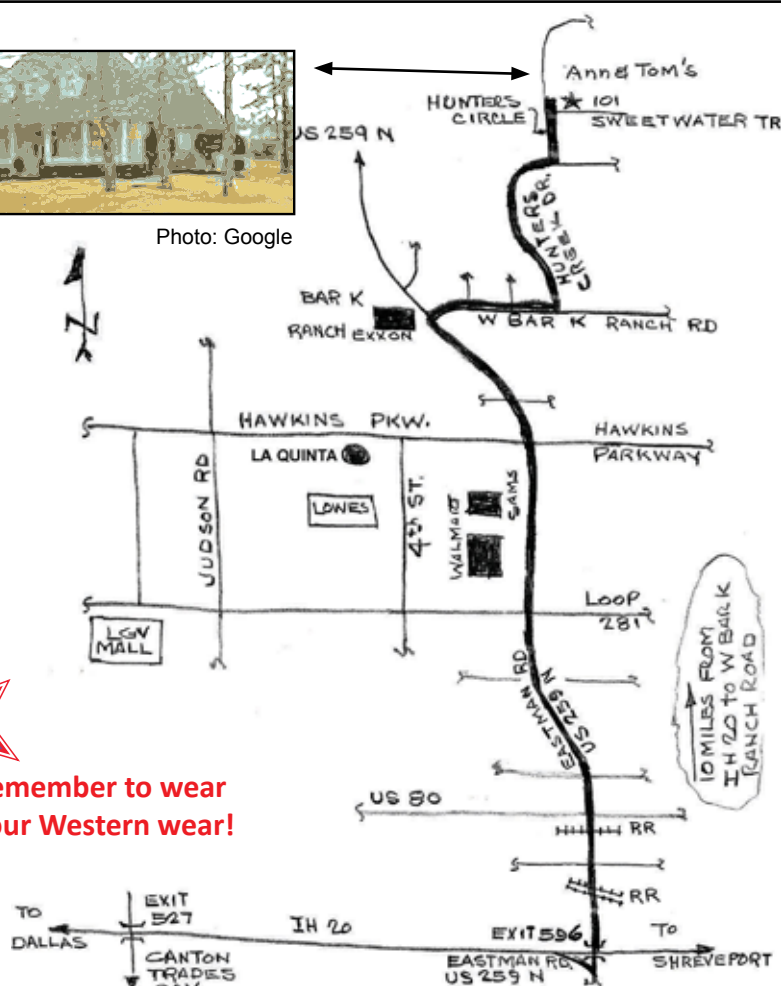 Ann & Tom's
101
SWEETWATER TR
HUNTERS
CIRCLE
US 259 N
Photo: Google
HUNTERS
CREEK DR.
N
BAR K
RANCH EXXON
W BAR K RANCH RD
HAWKINS PKW.
HAWKINS
PARKWAY
LA QUINTA
JUDSON RD
LOWES
4th ST.
WALMART
SAMS
LOOP
281
LGV
MALL
EASTMAN RD
US 259 N
10 MILES FROM
IH 20 TO W BAR K
RANCH ROAD
emember to wear
our Western wear!
US 80
RR
RR
TO
DALLAS
EXIT
527
IH 20
EXIT 596
TO
SHREVEPORT
CANTON
TRADES
EASTMAN RD.
US 259 N